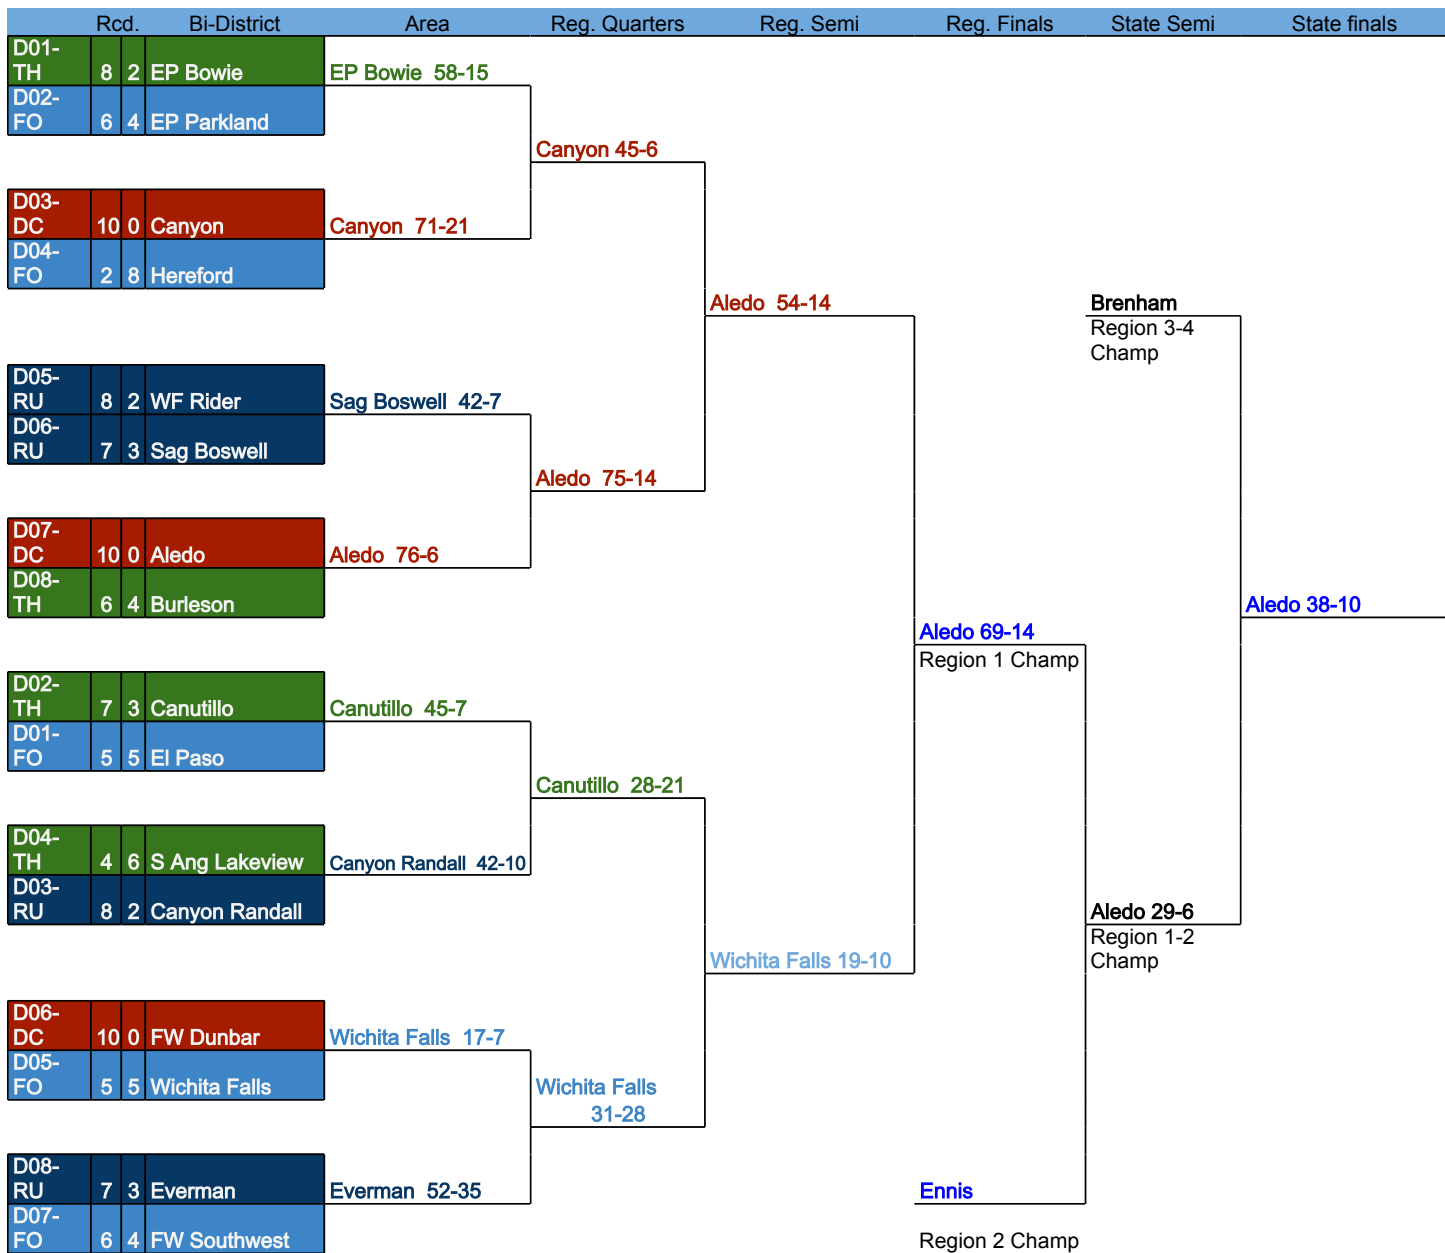 Rcd. Bi-District Area Reg. Quarters Reg. Semi Reg. Finals State Semi State finals
D01-
TH 8 2 EP Bowie EP Bowie 58-15
D02-
FO 6 4 EP Parkland
Canyon 45-6
D03-
DC 10 0 Canyon Canyon 71-21
D04-
FO 2 8 Hereford
Aledo 54-14 Brenham
Region 3-4
Champ
D05-
RU 8 2 WF Rider Sag Boswell 42-7
D06-
RU 7 3 Sag Boswell
Aledo 75-14
D07-
DC 10 0 Aledo Aledo 76-6
D08-
TH 6 4 Burleson Aledo 38-10
Aledo 69-14
Region 1 Champ
D02-
TH 7 3 Canutillo Canutillo 45-7
D01-
FO 5 5 El Paso
Canutillo 28-21
D04-
TH 4 6 S Ang Lakeview Canyon Randall 42-10
D03-
RU 8 2 Canyon Randall Aledo 29-6
Region 1-2
Wichita Falls 19-10 Champ
D06-
DC 10 0 FW Dunbar Wichita Falls 17-7
D05-
FO 5 5 Wichita Falls Wichita Falls
31-28
D08-
RU 7 3 Everman Everman 52-35 Ennis
D07-
FO 6 4 FW Southwest Region 2 Champ